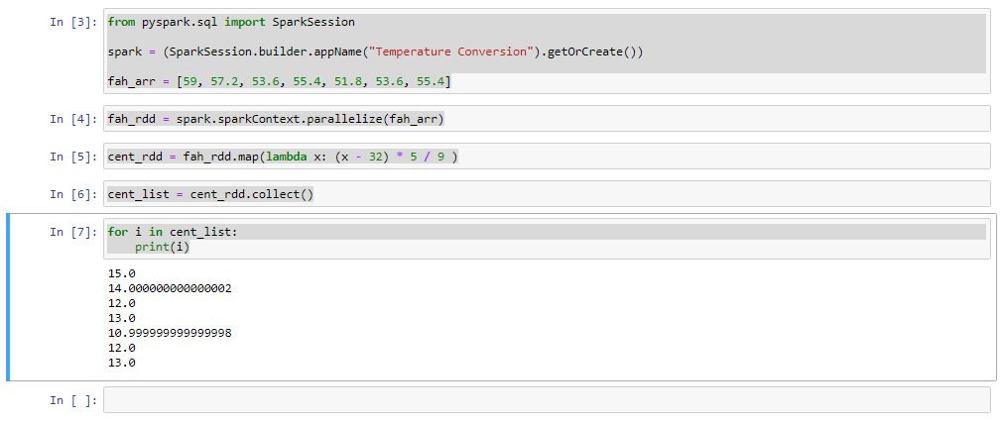 In [3]: from pyspark.sql import SparkSession
spark = (SparkSession.builder.appName("Temperature Conversion").getOrCreate())
fah_arr = [59, 57.2, 53.6, 55.4, 51.8, 53.6, 55.4]
In [4]: fah_rdd = spark.sparkContext.parallelize(fah_arr)
In [5]: cent_rdd = fah_rdd.map(lambda x: (x - 32) * 5 / 9 )
In [6]: cent_list = cent_rdd.collect()
In [7]: for i in cent_list:
    print(i)
15.0
14.000000000000002
12.0
13.0
10.999999999999998
12.0
13.0
In [ ]: